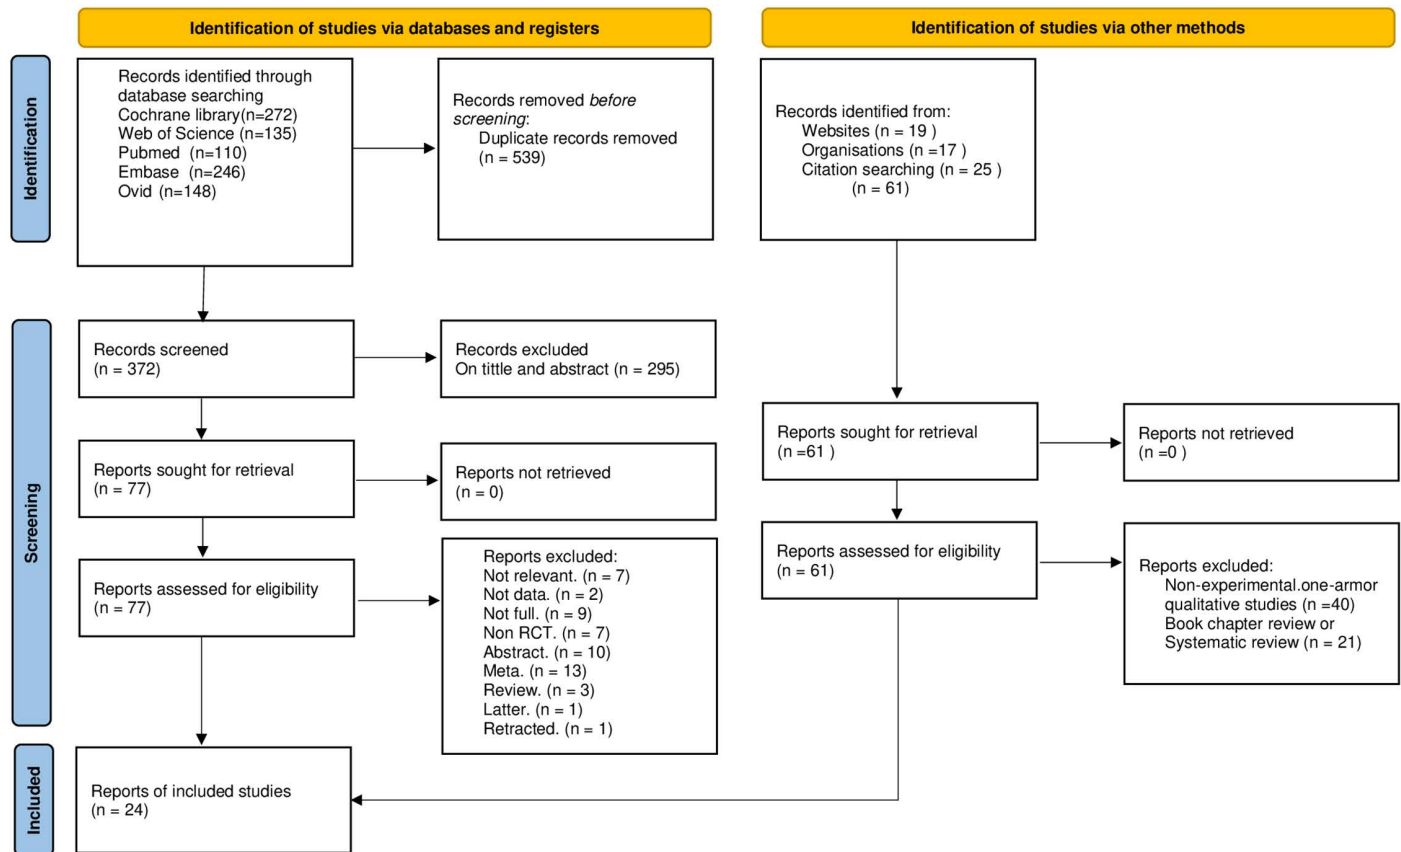 Identification of studies via databases and registers
Identification of studies via other methods
Identification
Records identified through
database searching
Cochrane library(n=272)
Web of Science (n=135)
Pubmed (n=110)
Embase (n=246)
Ovid (n=148)
Records removed before
screening:
Duplicate records removed
(n = 539)
Records identified from:
Websites (n = 19 )
Organisations (n =17 )
Citation searching (n = 25 )
(n = 61)
Screening
Records screened
(n = 372)
Records excluded
On tittle and abstract (n = 295)
Reports sought for retrieval
(n = 77)
Reports not retrieved
(n = 0)
Reports sought for retrieval
(n =61 )
Reports not retrieved
(n =0 )
Reports assessed for eligibility
(n = 77)
Reports excluded:
Not relevant. (n = 7)
Not data. (n = 2)
Not full. (n = 9)
Non RCT. (n = 7)
Abstract. (n = 10)
Meta. (n = 13)
Review. (n = 3)
Latter. (n = 1)
Retracted. (n = 1)
Reports assessed for eligibility
(n = 61)
Reports excluded:
Non-experimental.one-armor
qualitative studies (n =40)
Book chapter review or
Systematic review (n = 21)
Included
Reports of included studies
(n = 24)